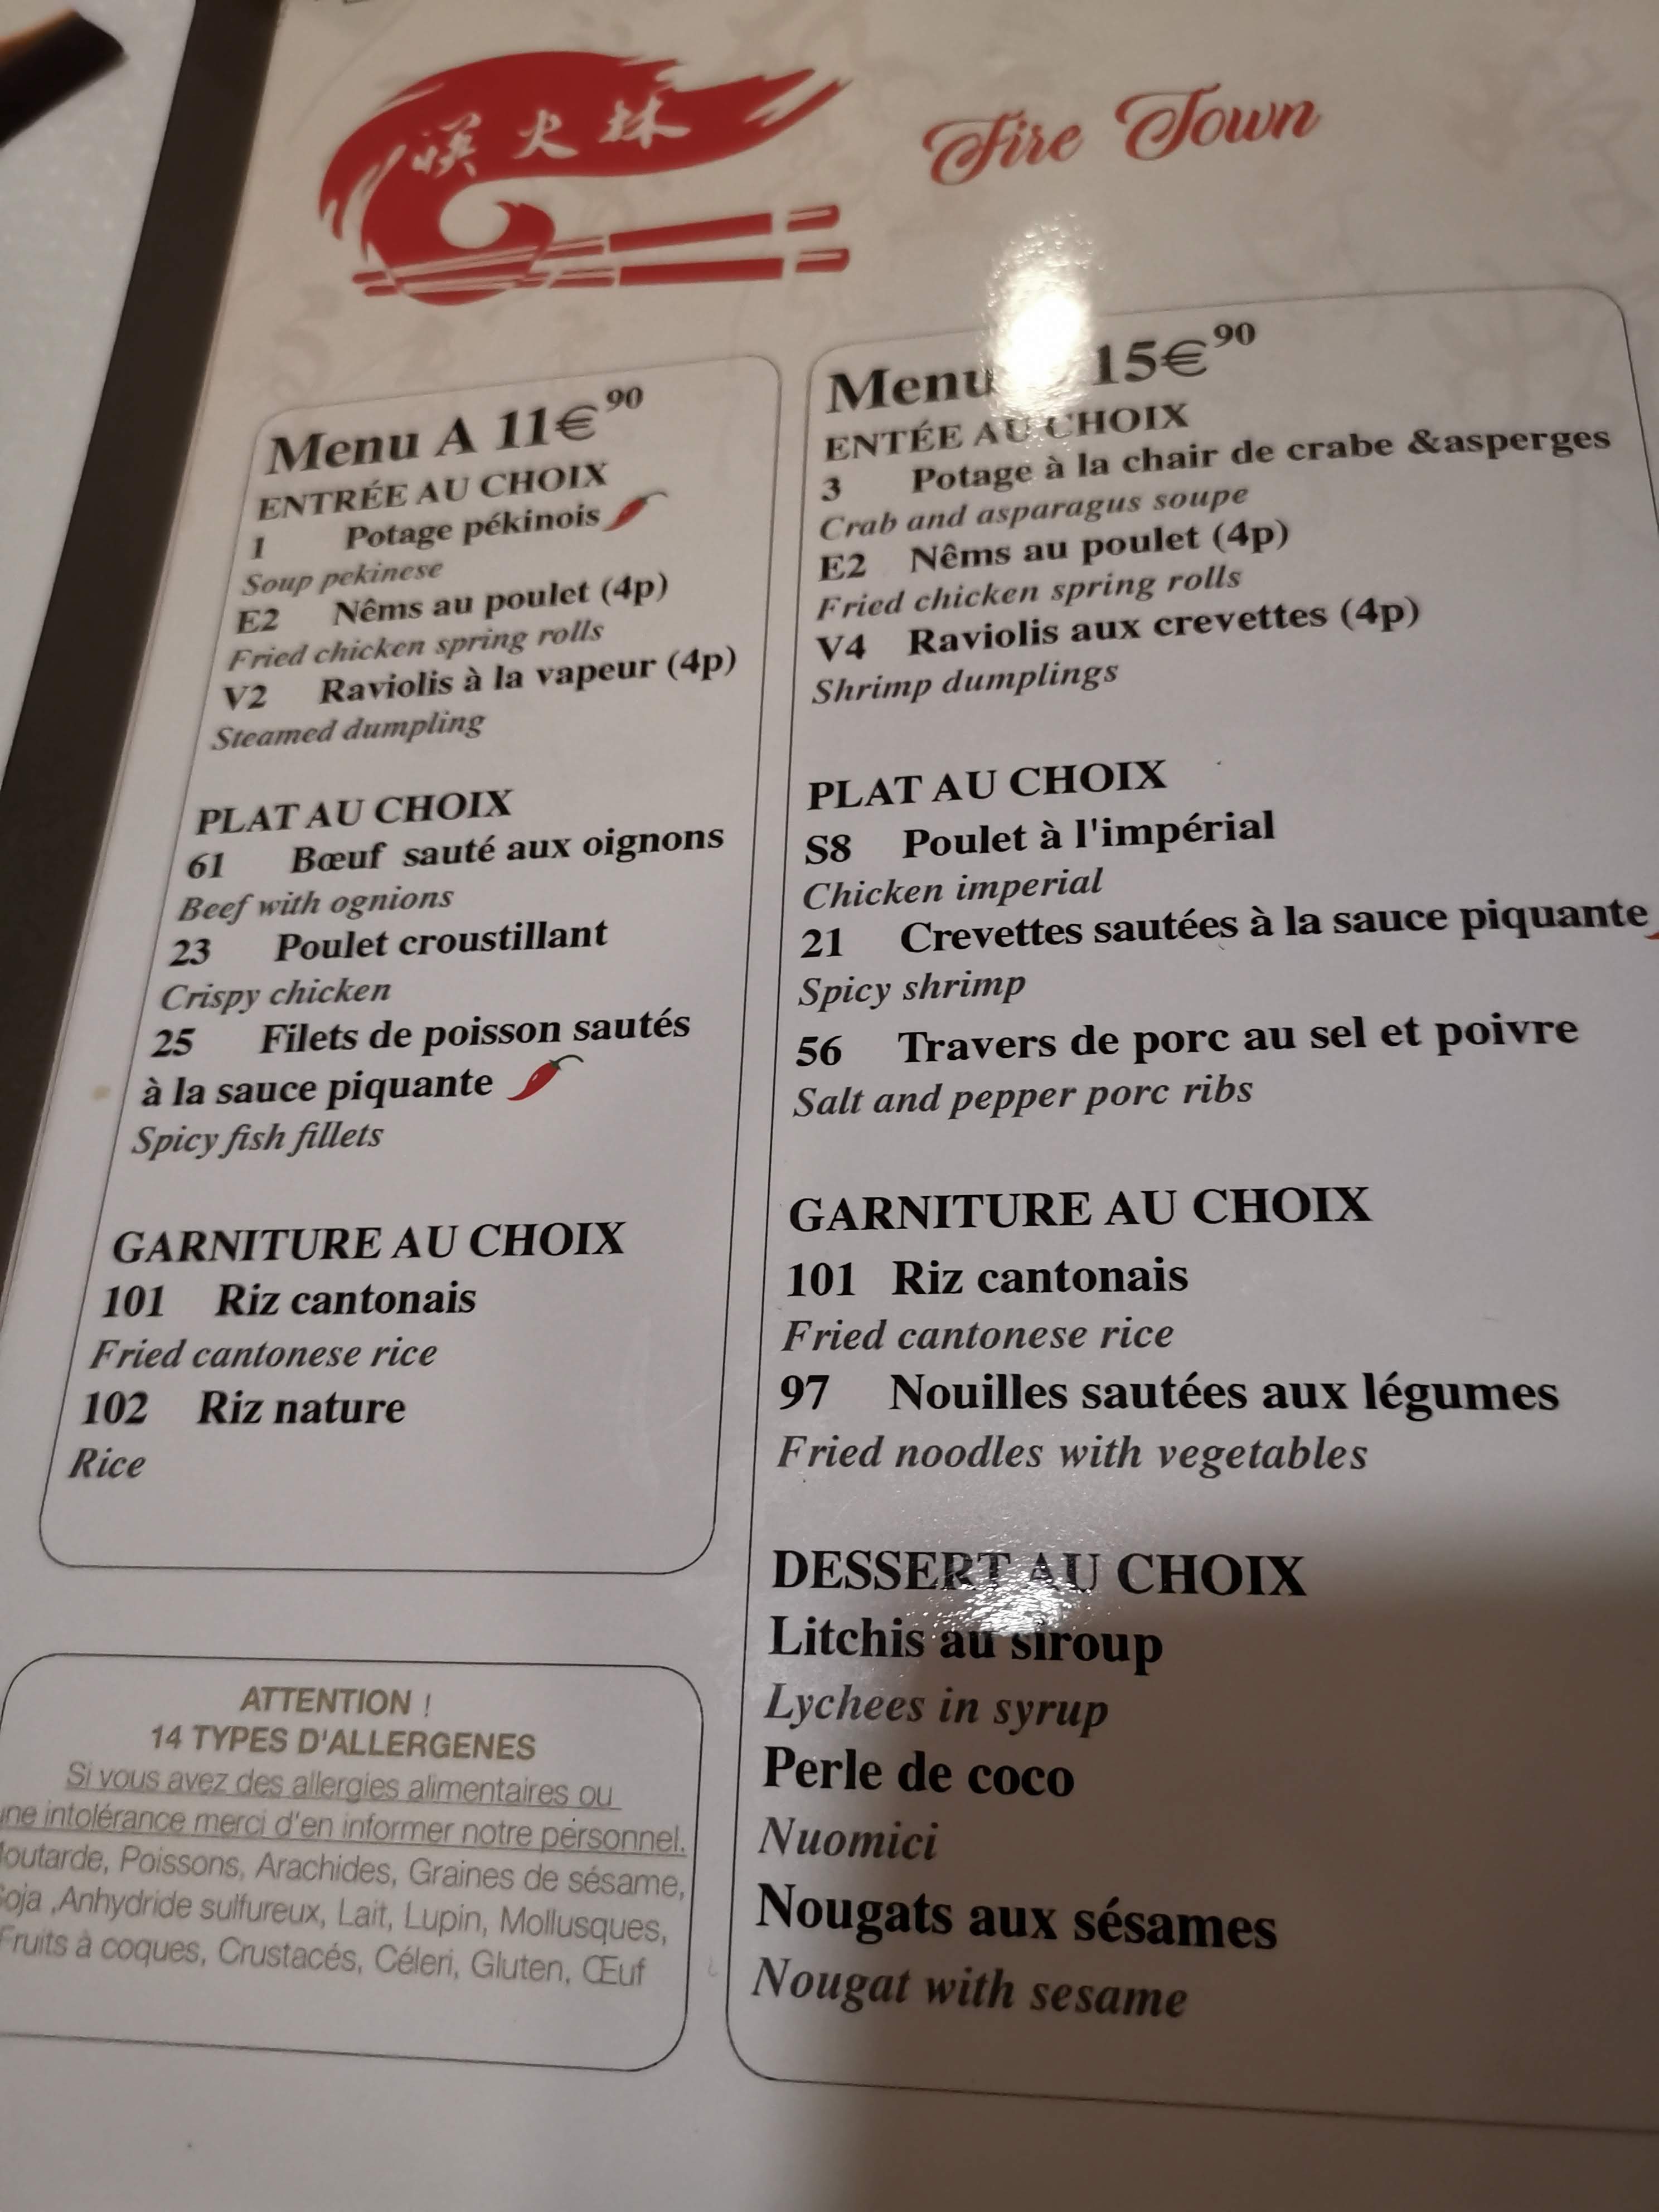 火 林
Fire Town
Menu A 11€90
ENTRÉE AU CHOIX
1 Potage pékinois
Soup pekinese
E2 Nêms au poulet (4p)
Fried chicken spring rolls
V2 Raviolis à la vapeur (4p)
Steamed dumpling
PLAT AU CHOIX
61 Bœuf sauté aux oignons
Beef with ognions
23 Poulet croustillant
Crispy chicken
25 Filets de poisson sautés
à la sauce piquante
Spicy fish fillets
GARNITURE AU CHOIX
101 Riz cantonais
Fried cantonese rice
102 Riz nature
Rice
ATTENTION !
14 TYPES D'ALLERGENES
Si vous avez des allergies alimentaires ou
une intolérance merci d'en informer notre personnel.
Moutarde, Poissons, Arachides, Graines de sésame,
Soja ,Anhydride sulfureux, Lait, Lupin, Mollusques,
Fruits à coques, Crustacés, Céleri, Gluten, Œuf
Menu 15€90
ENTÉE AU CHOIX
3 Potage à la chair de crabe &asperges
Crab and asparagus soupe
E2 Nêms au poulet (4p)
Fried chicken spring rolls
V4 Raviolis aux crevettes (4p)
Shrimp dumplings
PLAT AU CHOIX
S8 Poulet à l'impérial
Chicken imperial
21 Crevettes sautées à la sauce piquante
Spicy shrimp
56 Travers de porc au sel et poivre
Salt and pepper porc ribs
GARNITURE AU CHOIX
101 Riz cantonais
Fried cantonese rice
97 Nouilles sautées aux légumes
Fried noodles with vegetables
DESSERT AU CHOIX
Litchis au siroup
Lychees in syrup
Perle de coco
Nuomici
Nougats aux sésames
Nougat with sesame